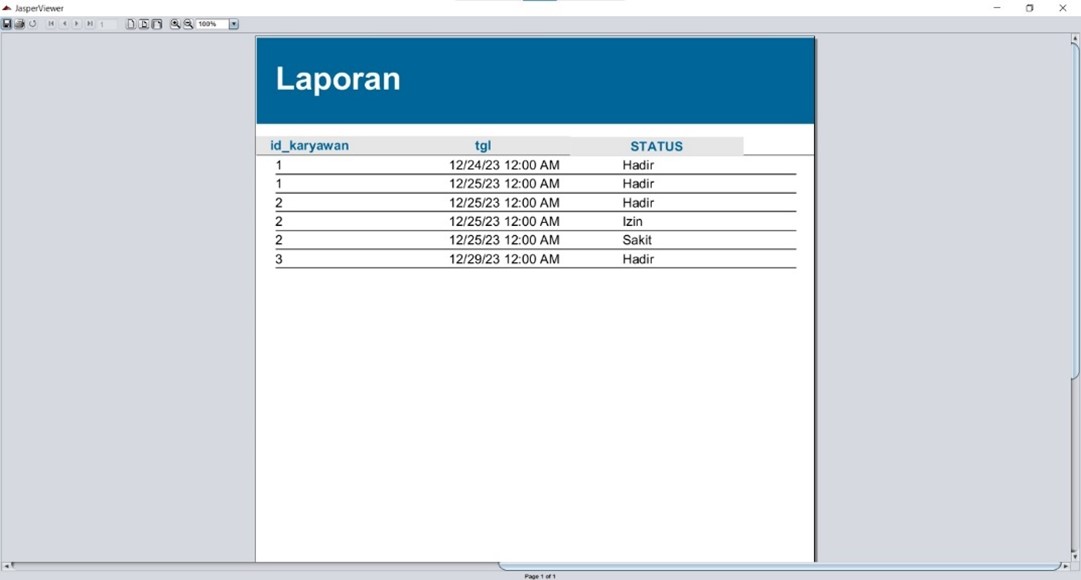 JasperViewer
1
100%
Laporan
id_karyawan tgl STATUS
1 12/24/23 12:00 AM Hadir
1 12/25/23 12:00 AM Hadir
2 12/25/23 12:00 AM Hadir
2 12/25/23 12:00 AM Izin
2 12/25/23 12:00 AM Sakit
3 12/29/23 12:00 AM Hadir
Page 1 of 1